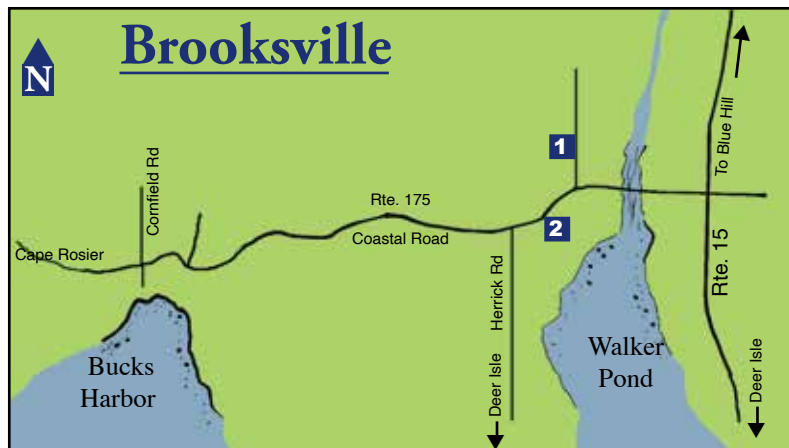 Brooksville
N
Cornfield Rd
To Blue Hill
1
Rte. 175
2
Coastal Road
Cape Rosier
Herrick Rd
Rte. 15
Bucks
Harbor
Walker
Pond
Deer Isle
Deer Isle